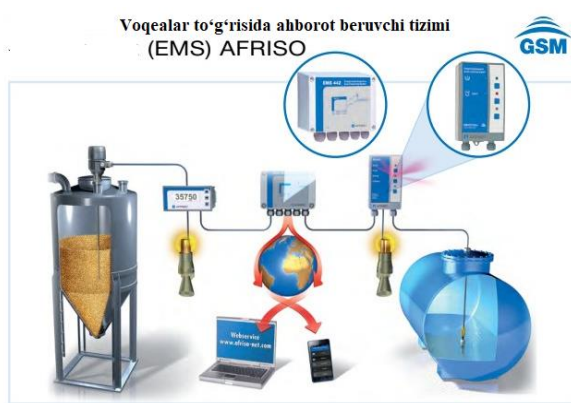 Voqealar to‘g‘risida ahborot beruvchi tizimi
(EMS) AFRISO
GSM
EMS 442
35750
Webservice
www.afriso-net.com